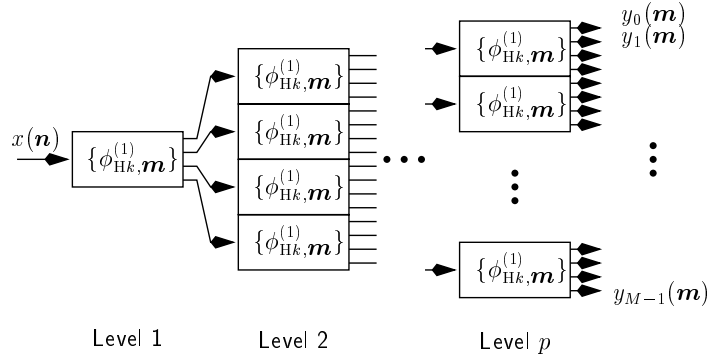 x(n)
{ϕ_{Hk,m}^{(1)}}
{ϕ_{Hk,m}^{(1)}}
{ϕ_{Hk,m}^{(1)}}
{ϕ_{Hk,m}^{(1)}}
{ϕ_{Hk,m}^{(1)}}
{ϕ_{Hk,m}^{(1)}}
{ϕ_{Hk,m}^{(1)}}
{ϕ_{Hk,m}^{(1)}}
y_0(m)
y_1(m)
y_{M−1}(m)
Level 1
Level 2
Level p